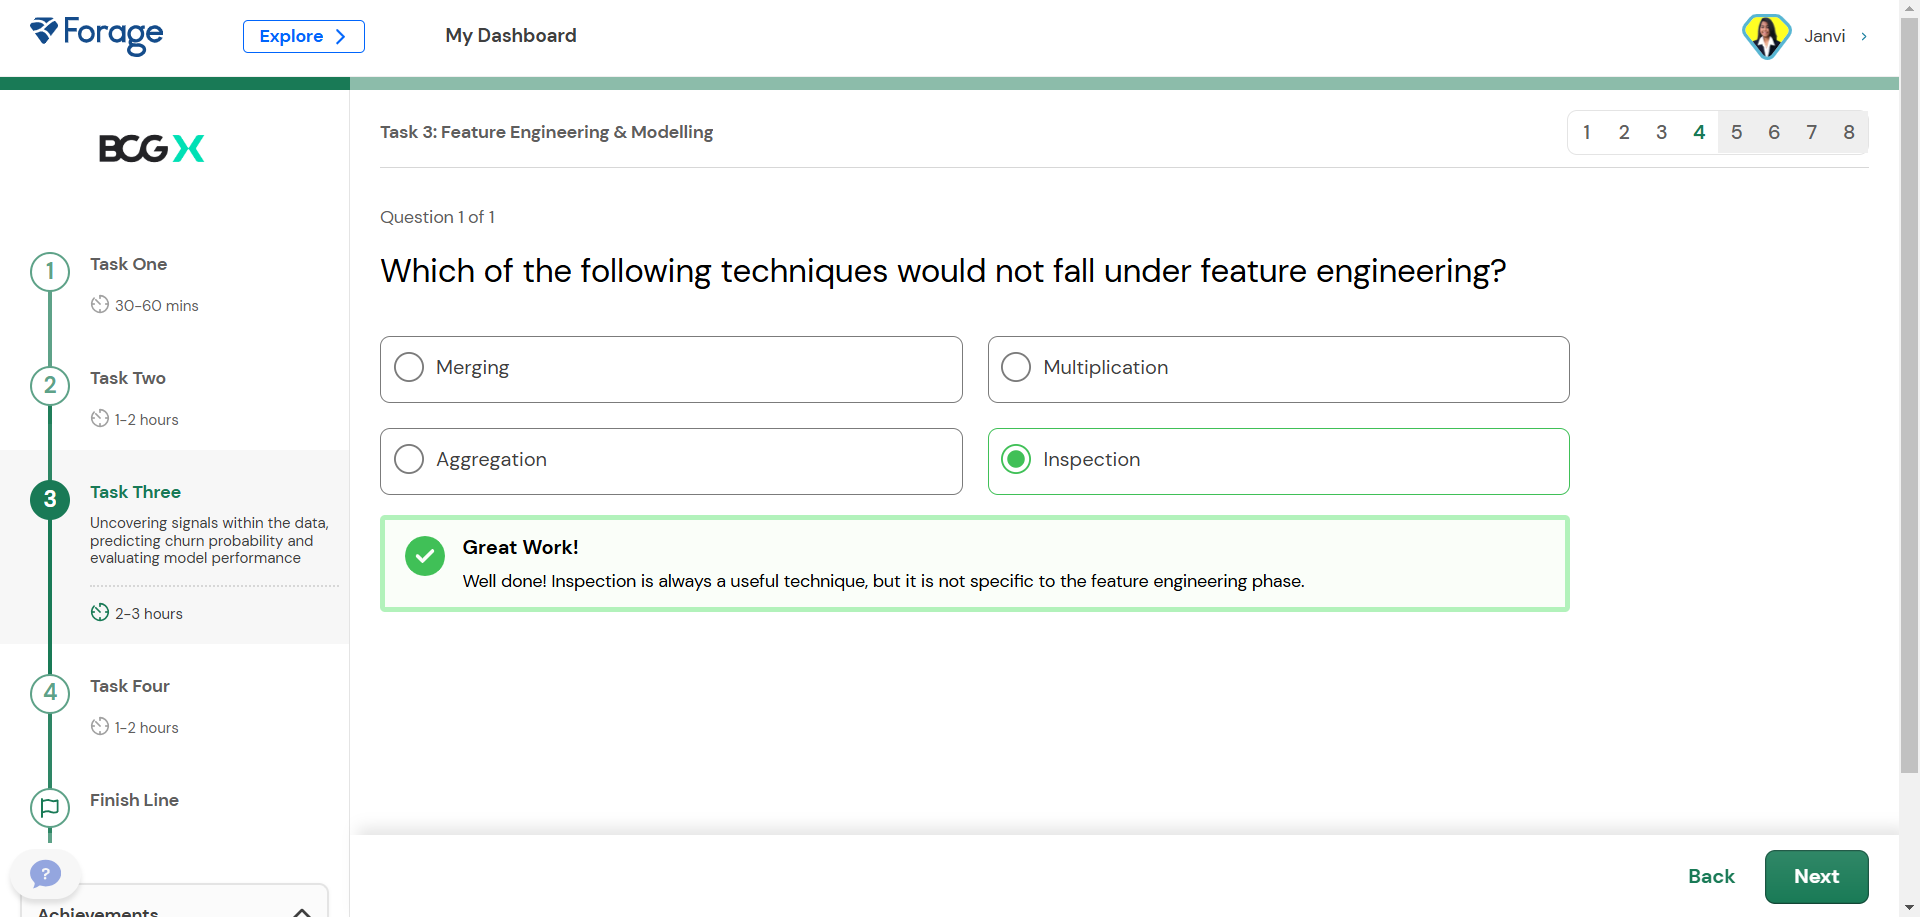 Forage
Explore
My Dashboard
Janvi
BCG X
Task 3: Feature Engineering & Modelling
1 2 3 4 5 6 7 8
Question 1 of 1
Which of the following techniques would not fall under feature engineering?
Merging
Multiplication
Aggregation
Inspection
Great Work!
Well done! Inspection is always a useful technique, but it is not specific to the feature engineering phase.
1
Task One
30-60 mins
2
Task Two
1-2 hours
3
Task Three
Uncovering signals within the data,
predicting churn probability and
evaluating model performance
2-3 hours
4
Task Four
1-2 hours
Finish Line
?
Achievements
Back
Next